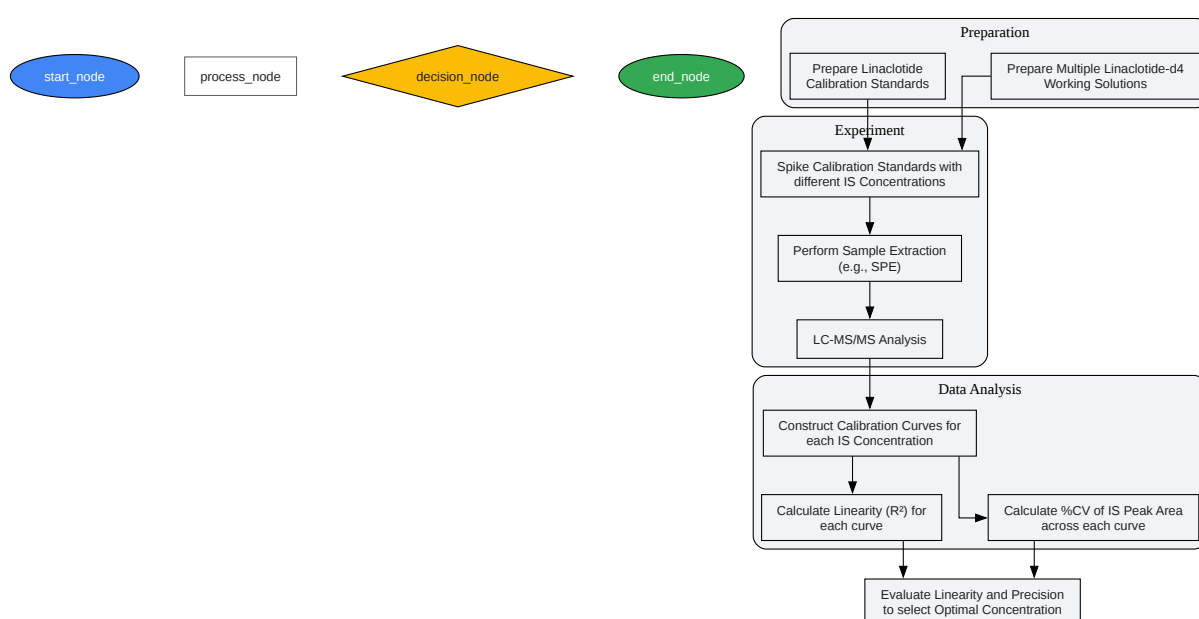 start_node
process_node
decision_node
end_node
Preparation
Prepare Linaclotide
Calibration Standards
Prepare Multiple Linaclotide-d4
Working Solutions
Experiment
Spike Calibration Standards with
different IS Concentrations
Perform Sample Extraction
(e.g., SPE)
LC-MS/MS Analysis
Data Analysis
Construct Calibration Curves for
each IS Concentration
Calculate Linearity (R²) for
each curve
Calculate %CV of IS Peak Area
across each curve
Evaluate Linearity and Precision
to select Optimal Concentration